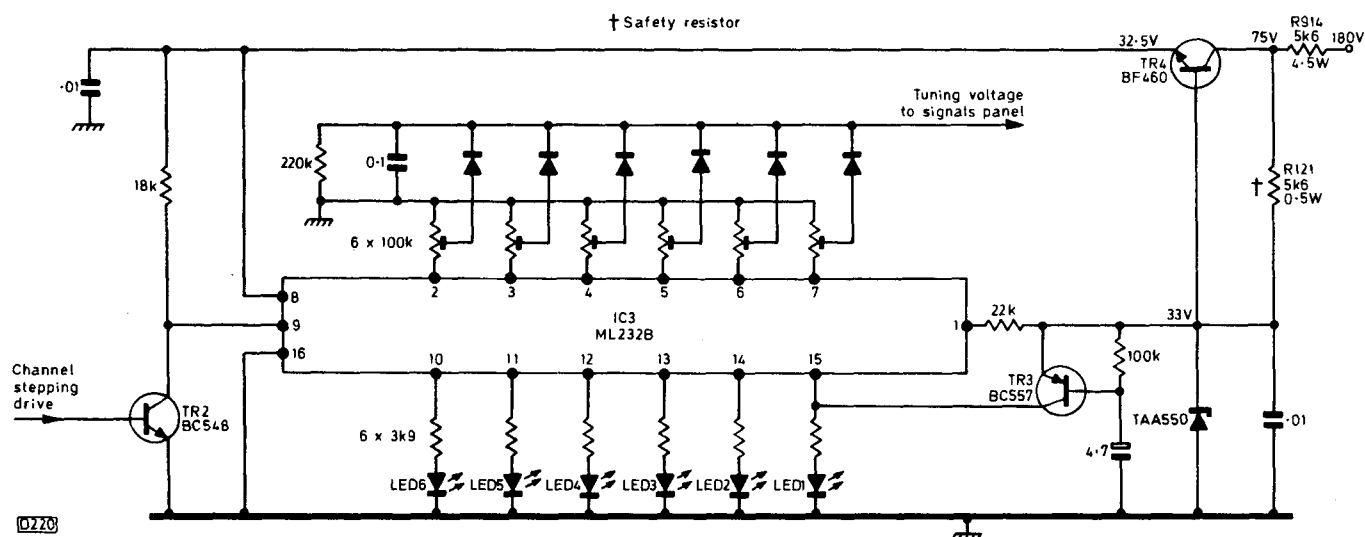 † Safety resistor
R914
5k6
4·5W
180V
75V
32·5V
TR4
BF460
·01
Tuning voltage
to signals panel
220k
0·1
18k
†
R121
5k6
0·5W
6 x 100k
2
3
4
5
6
7
8
9
16
IC3
ML232B
1
22k
33V
10
11
12
13
14
15
100k
TR3
BC557
Channel
stepping
drive
TR2
BC548
TAA550
·01
6 x 3k9
4·7
LED6
LED5
LED4
LED3
LED2
LED1
D220